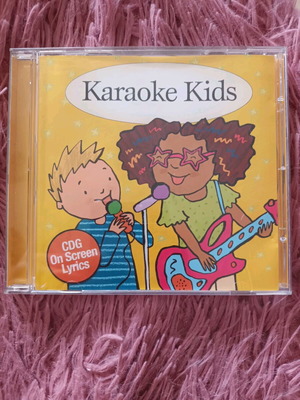 Karaoke Kids
CDG
On Screen
Lyrics